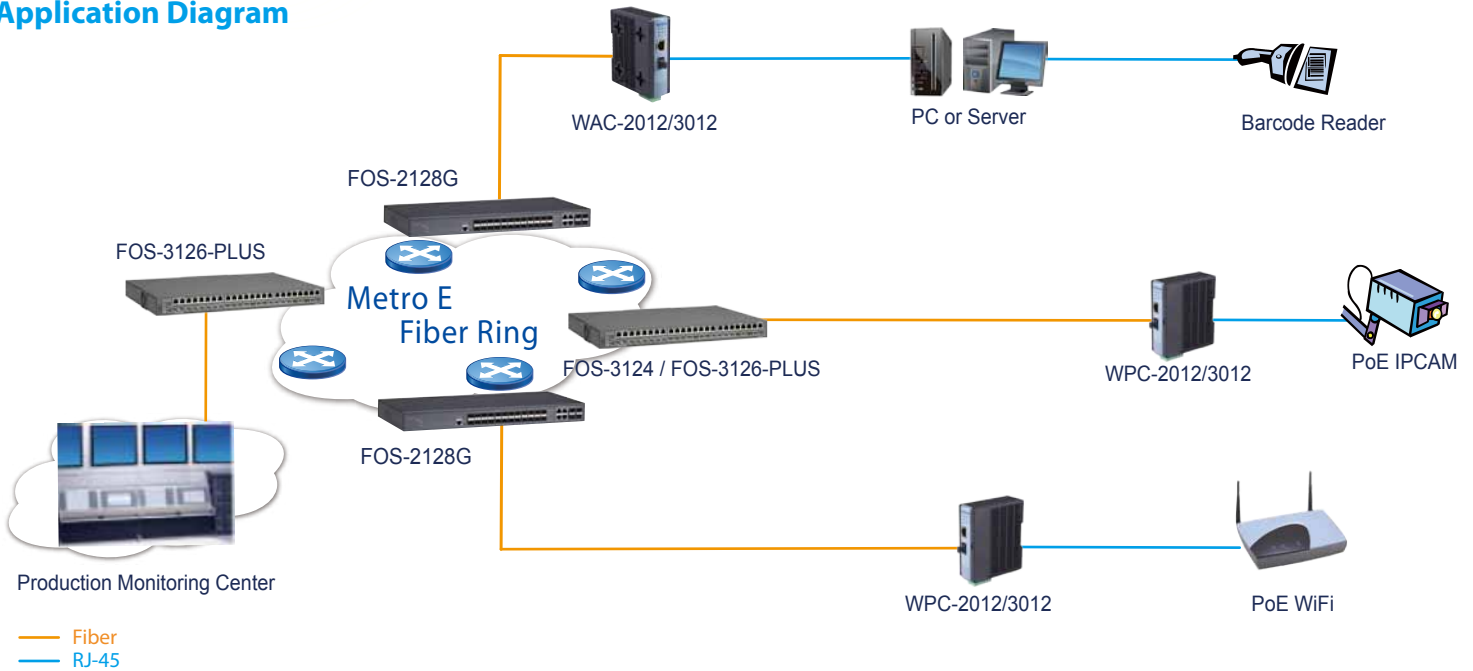 Application Diagram
WAC-2012/3012
PC or Server
Barcode Reader
FOS-2128G
FOS-3126-PLUS
Metro E
Fiber Ring
FOS-3124 / FOS-3126-PLUS
WPC-2012/3012
PoE IPCAM
FOS-2128G
Production Monitoring Center
WPC-2012/3012
PoE WiFi
Fiber
RJ-45